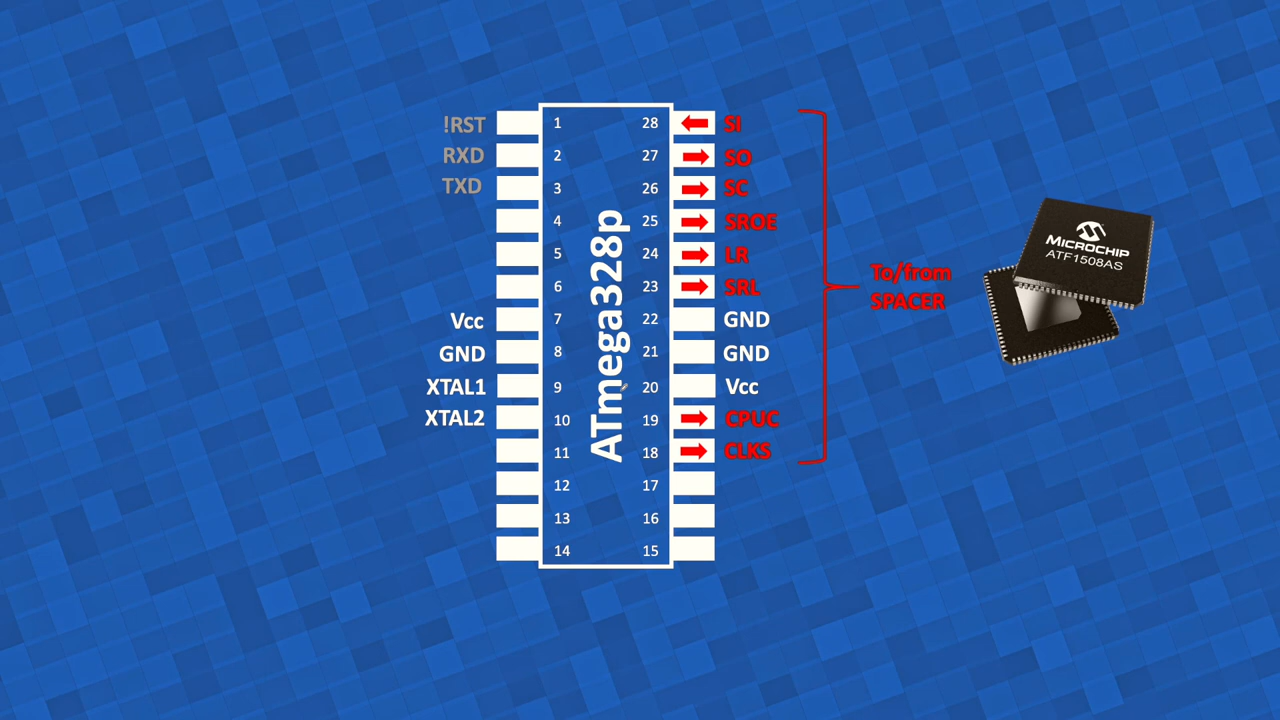 !RST 1 28 SI
RXD 2 27 SO
TXD 3 26 SC
4 25 SROE
5 24 LR
6 23 SRL
Vcc 7 22 GND
GND 8 21 GND
XTAL1 9 20 Vcc
XTAL2 10 19 CPUC
11 18 CLKS
12 17
13 16
14 15
ATmega328p
To/from
SPACER
MICROCHIP
ATF1508AS